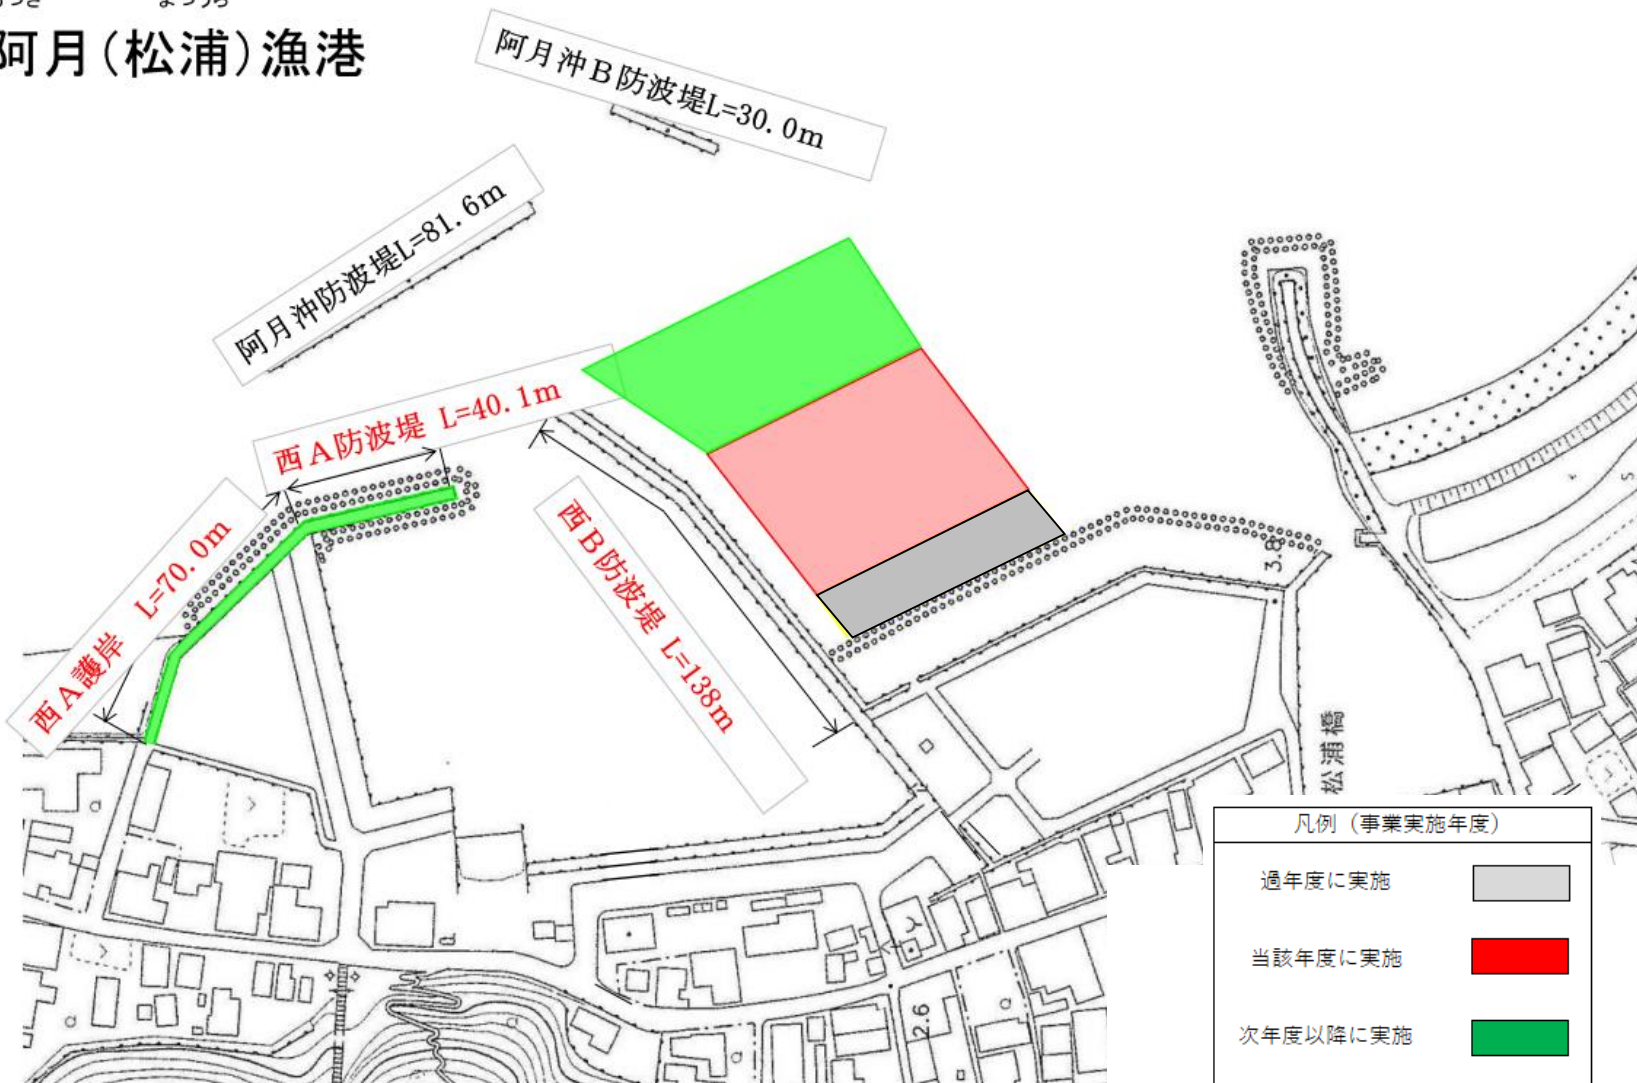 まつうら
阿月(松浦)漁港
阿月沖B防波堤L=30.0m
阿月沖防波堤L=81.6m
西A防波堤 L=40.1m
西A護岸 L=70.0m
西B防波堤 L=138m
3.8
松浦橋
2.6
凡例（事業実施年度）
過年度に実施
当該年度に実施
次年度以降に実施